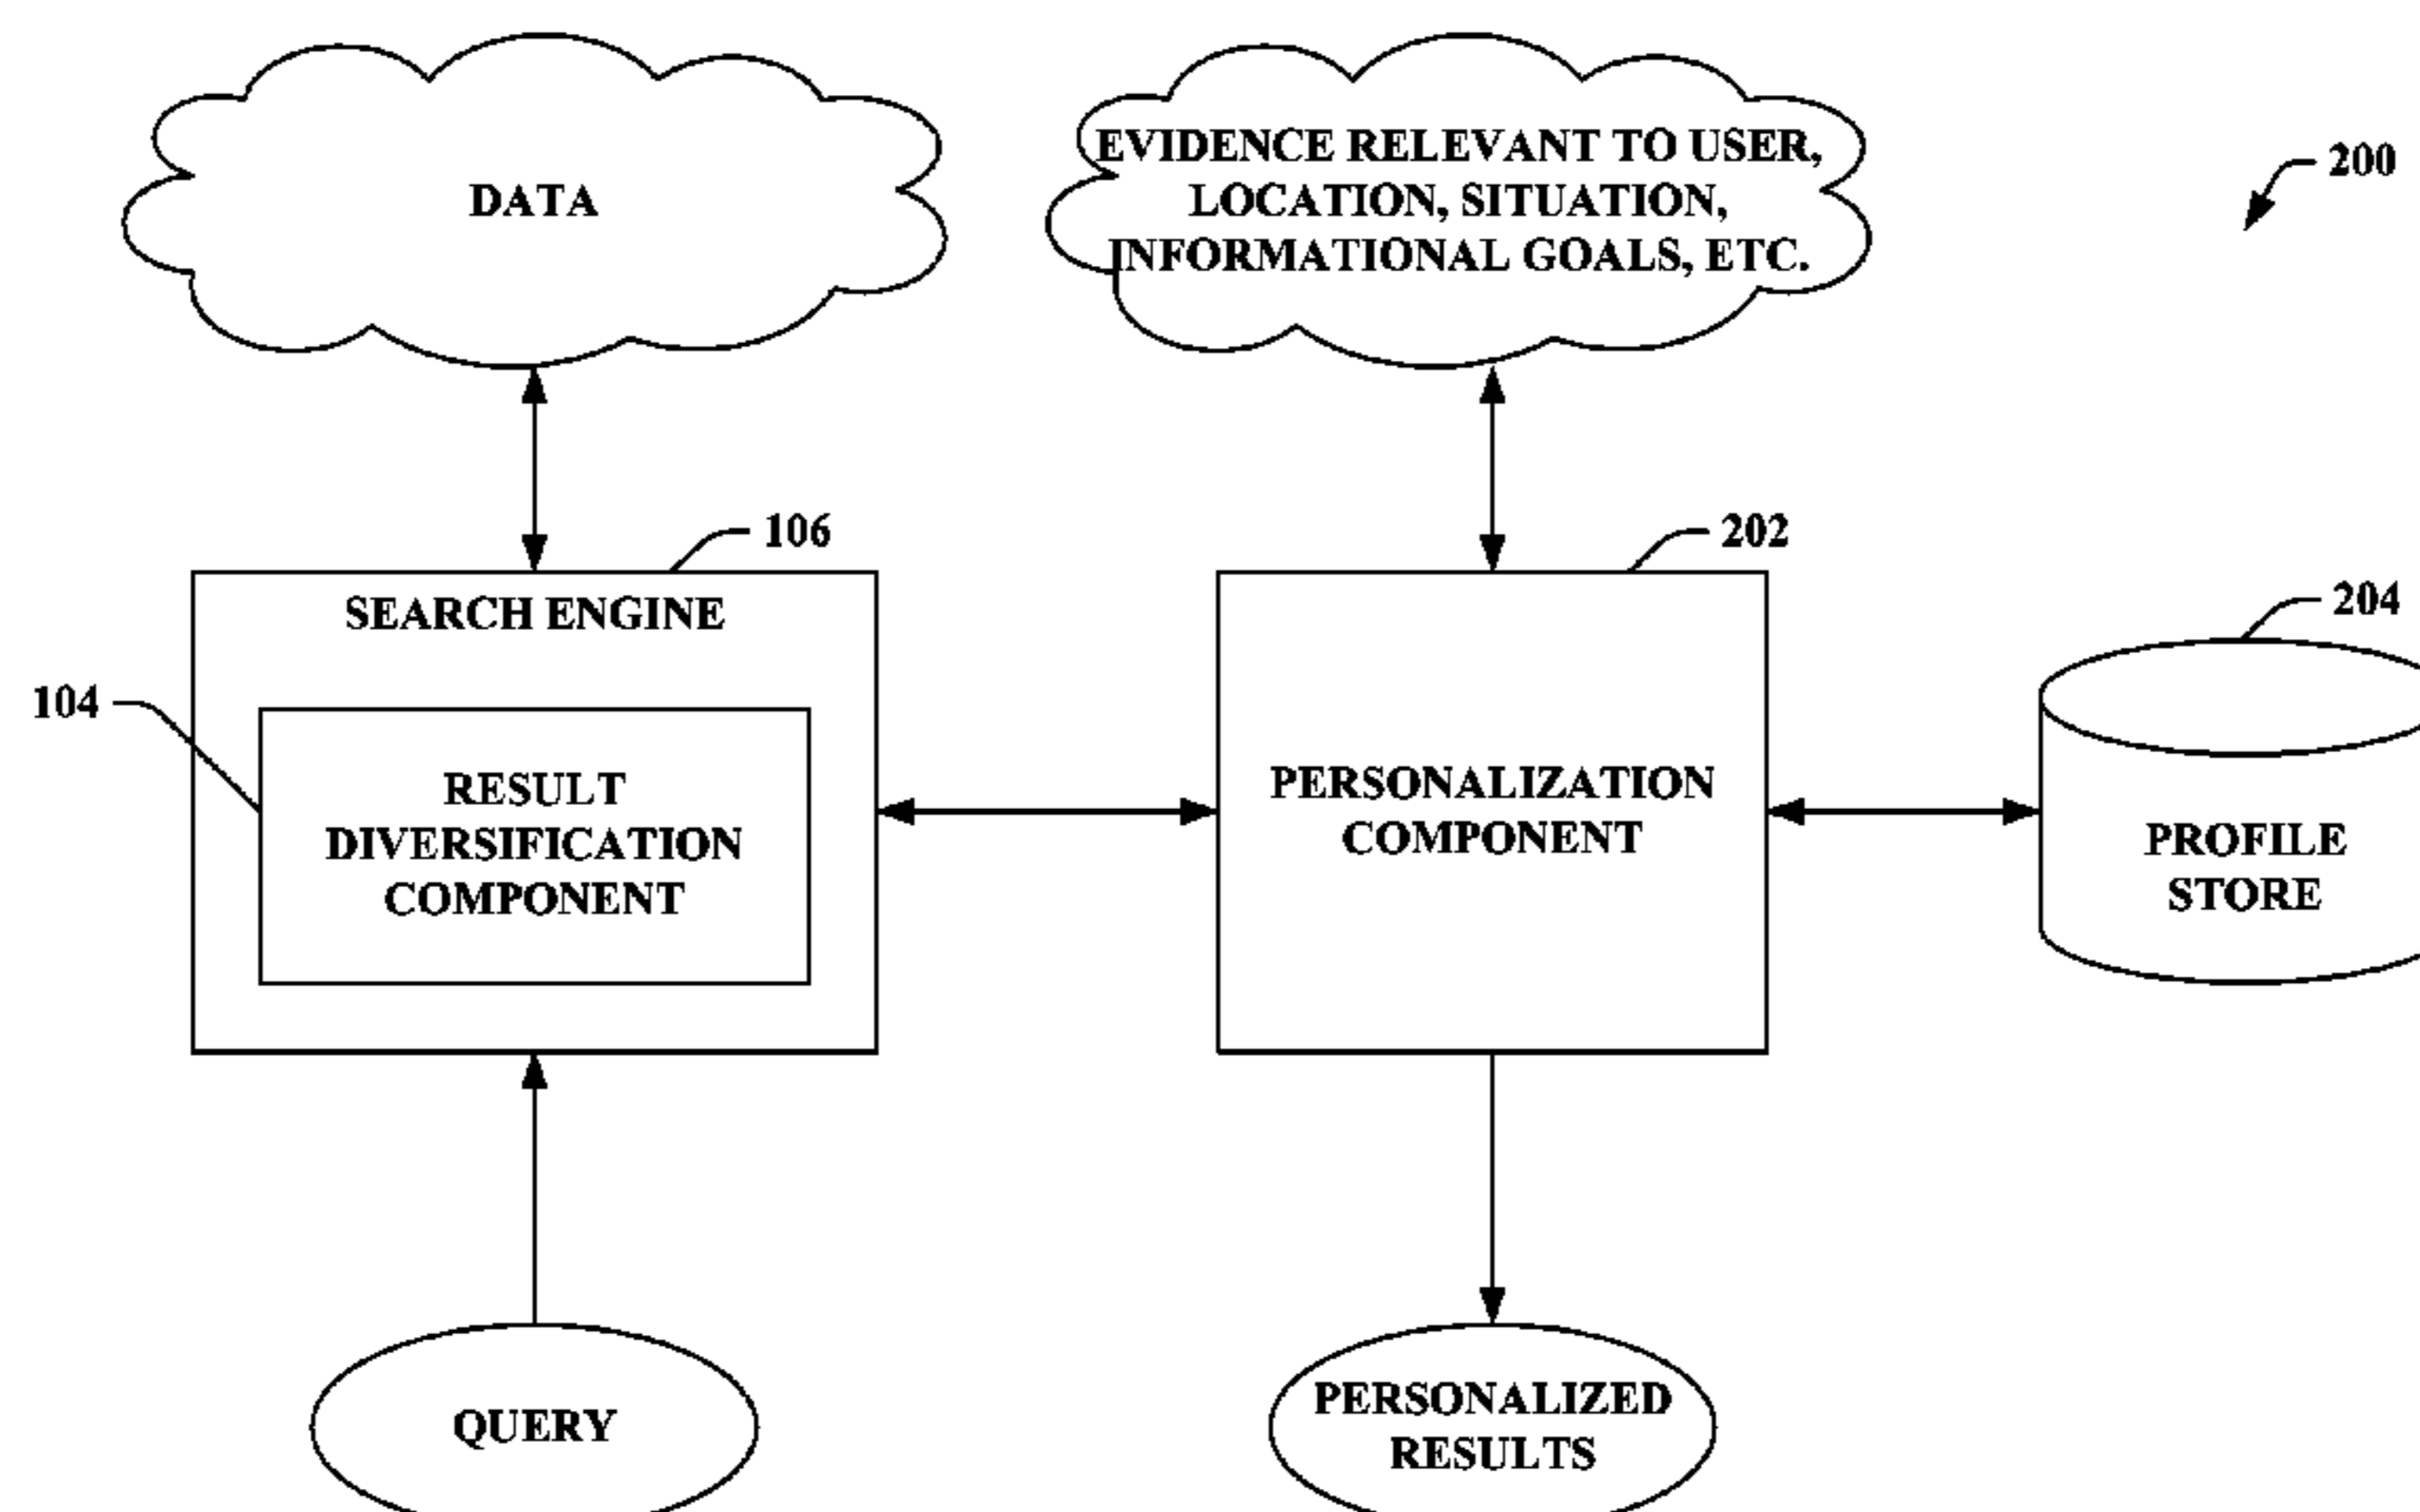 DATA
EVIDENCE RELEVANT TO USER,
LOCATION, SITUATION,
INFORMATIONAL GOALS, ETC.
200
106
202
204
SEARCH ENGINE
104
RESULT
DIVERSIFICATION
COMPONENT
PERSONALIZATION
COMPONENT
PROFILE
STORE
QUERY
PERSONALIZED
RESULTS